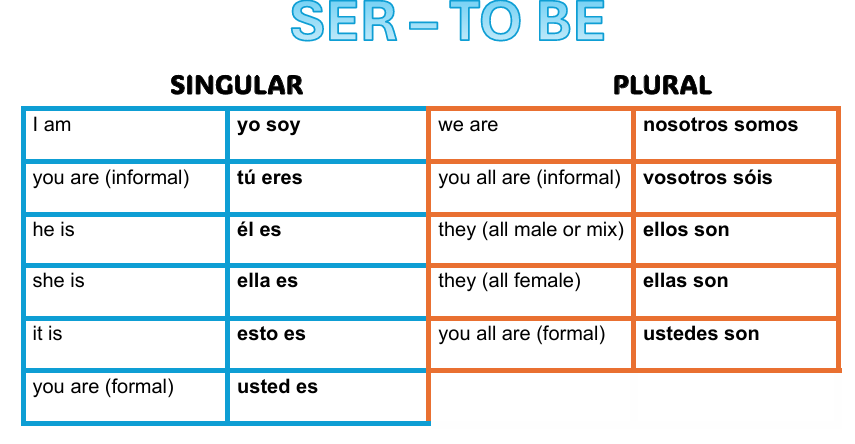 SER – TO BE
SINGULAR PLURAL
I am yo soy we are nosotros somos
you are (informal) tú eres you all are (informal) vosotros sóis
he is él es they (all male or mix) ellos son
she is ella es they (all female) ellas son
it is esto es you all are (formal) ustedes son
you are (formal) usted es